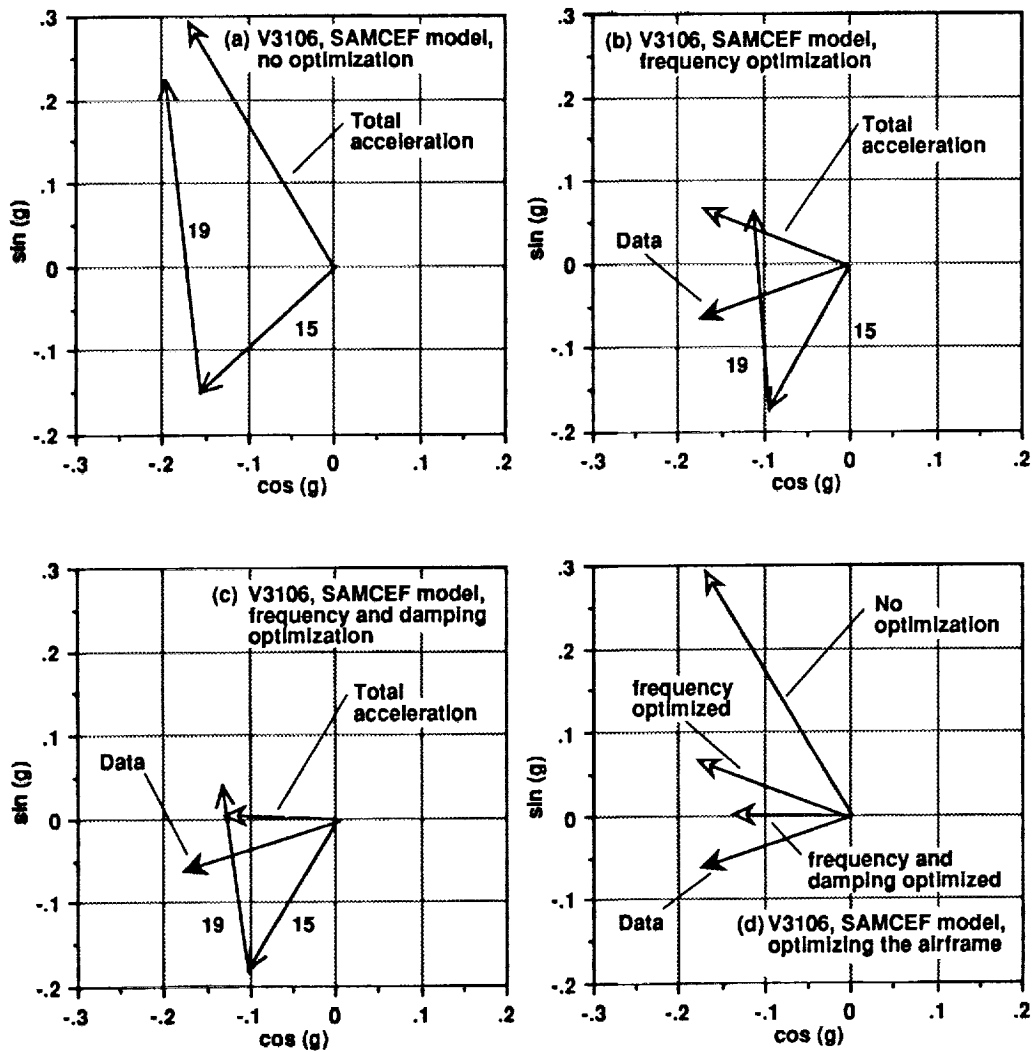 (a) V3106, SAMCEF model,
no optimization
Total
acceleration
19
15
sin (g)
.3
.2
.1
0
-.1
-.2
-.3 -.2 -.1 0 .1 .2
cos (g)
(b) V3106, SAMCEF model,
frequency optimization
Total
acceleration
Data
19
15
sin (g)
.3
.2
.1
0
-.1
-.2
-.3 -.2 -.1 -0 .1 .2
cos (g)
(c) V3106, SAMCEF model,
frequency and damping
optimization
Total
acceleration
Data
19
15
sin (g)
.3
.2
.1
0
-.1
-.2
-.3 -.2 -.1 0 .1 .2
cos (g)
No
optimization
frequency
optimized
frequency and
damping optimized
Data
(d) V3106, SAMCEF model,
optimizing the airframe
sin (g)
.3
.2
.1
0
-.1
-.2
-.3 -.2 -.1 -0 .1 .2
cos (g)